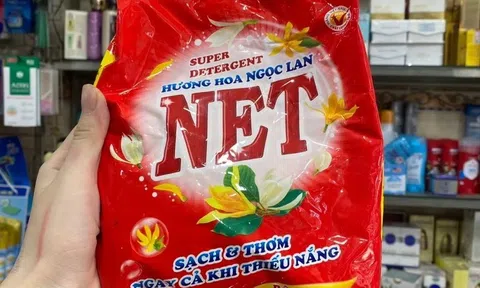 SUPER
DETERGENT
HƯƠNG HOA NGỌC LAN
NET
SẠCH & THƠM
NGAY CẢ KHI THIẾU NẮNG